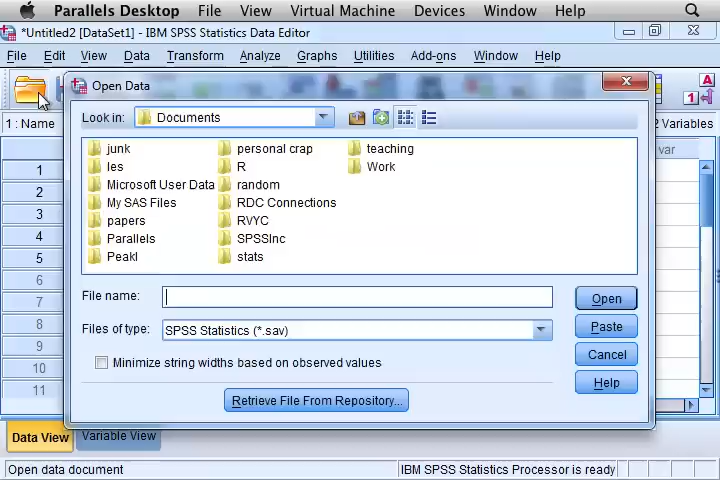 Parallels Desktop File View Virtual Machine Devices Window Help
*Untitled2 [DataSet1] - IBM SPSS Statistics Data Editor
File Edit View Data Transform Analyze Graphs Utilities Add-ons Window Help
Open Data
A
1
1 : Name
2 Variables
Look in: Documents
var
junk personal crap teaching
les R Work
Microsoft User Data random
My SAS Files RDC Connections
papers RVYC
Parallels SPSSInc
Peakl stats
1
2
3
4
5
6
7
8
9
10
11
File name: Open
Files of type: SPSS Statistics (*.sav) Paste
Minimize string widths based on observed values Cancel
Help
Retrieve File From Repository...
Data View Variable View
Open data document IBM SPSS Statistics Processor is ready